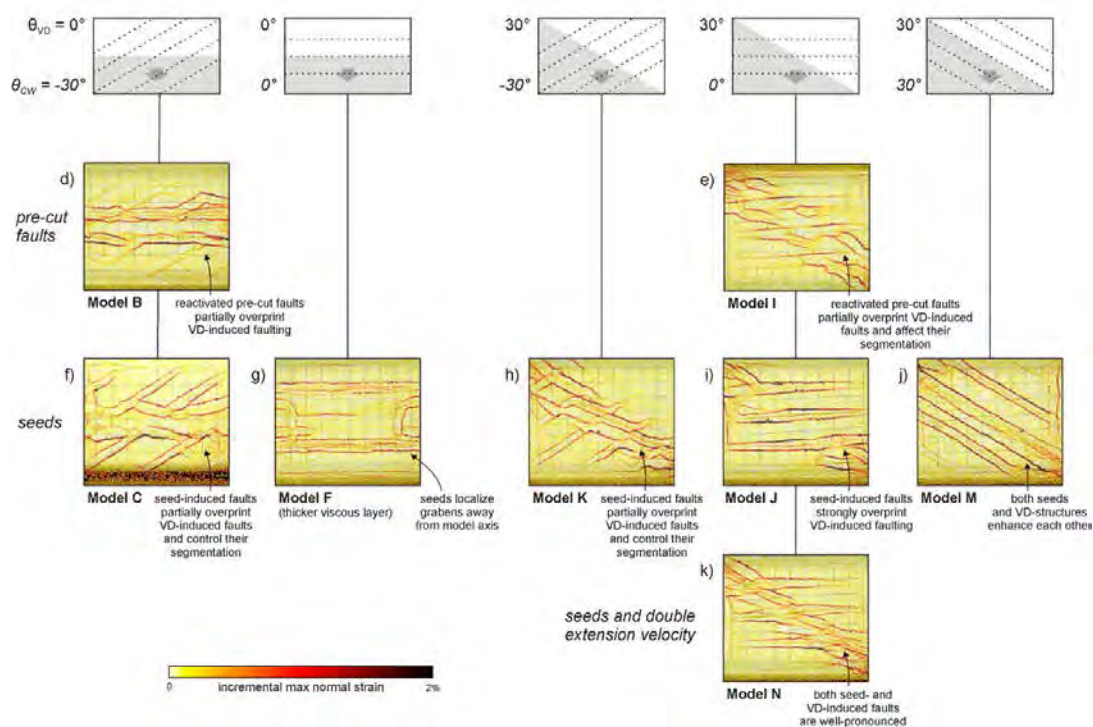 θVD = 0°
θCW = -30°
0°
0°
30°
-30°
30°
0°
30°
30°
d)
pre-cut
faults
Model B
reactivated pre-cut faults
partially overprint
VD-induced faulting
e)
Model I
reactivated pre-cut faults
partially overprint VD-induced
faults and affect their
segmentation
f)
seeds
Model C
seed-induced faults
partially overprint
VD-induced faults
and control their
segmentation
g)
Model F
(thicker viscous layer)
seeds localize
grabens away
from model axis
h)
Model K
seed-induced faults
partially overprint
VD-induced faults
and control their
segmentation
i)
Model J
seed-induced faults
strongly overprint
VD-induced faulting
j)
Model M
both seeds
and VD-structures
enhance each other
k)
seeds and double
extension velocity
Model N
both seed- and
VD-induced faults
are well-pronounced
0
incremental max normal strain
2%